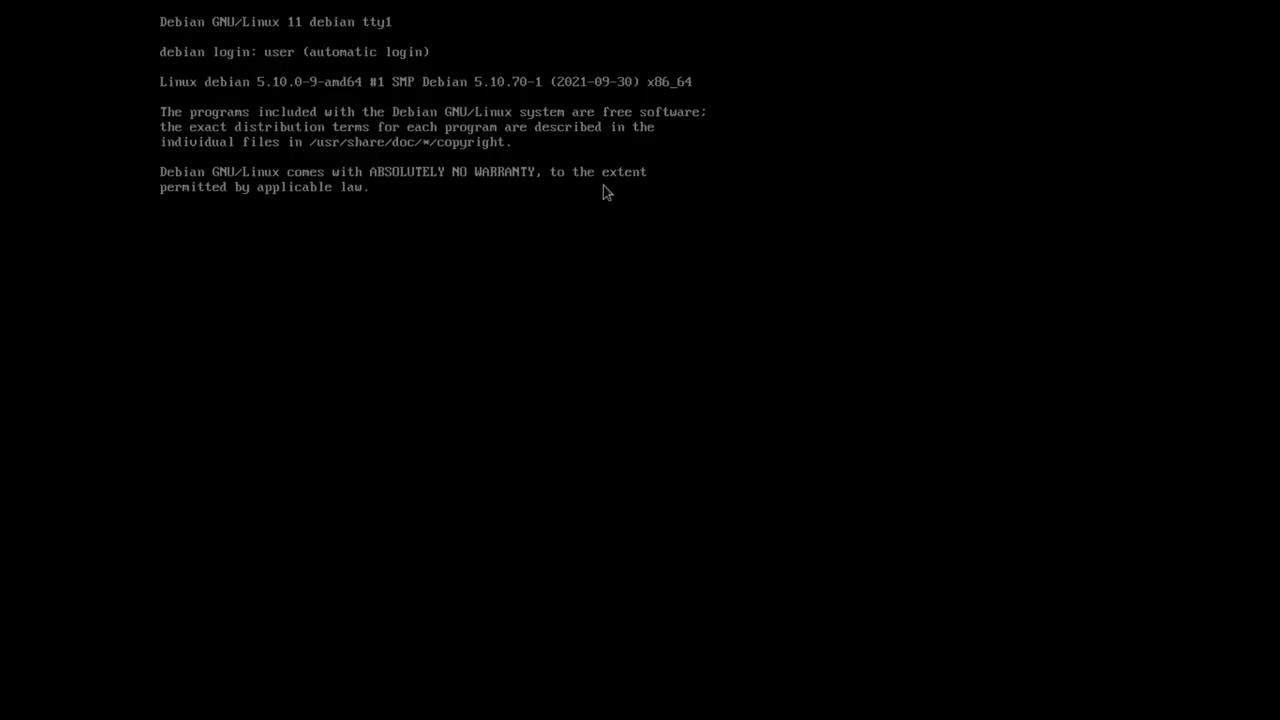 Debian GNU/Linux 11 debian tty1
debian login: user (automatic login)
Linux debian 5.10.0-9-amd64 #1 SMP Debian 5.10.70-1 (2021-09-30) x86_64
The programs included with the Debian GNU/Linux system are free software;
the exact distribution terms for each program are described in the
individual files in /usr/share/doc/*/copyright.
Debian GNU/Linux comes with ABSOLUTELY NO WARRANTY, to the extent
permitted by applicable law.